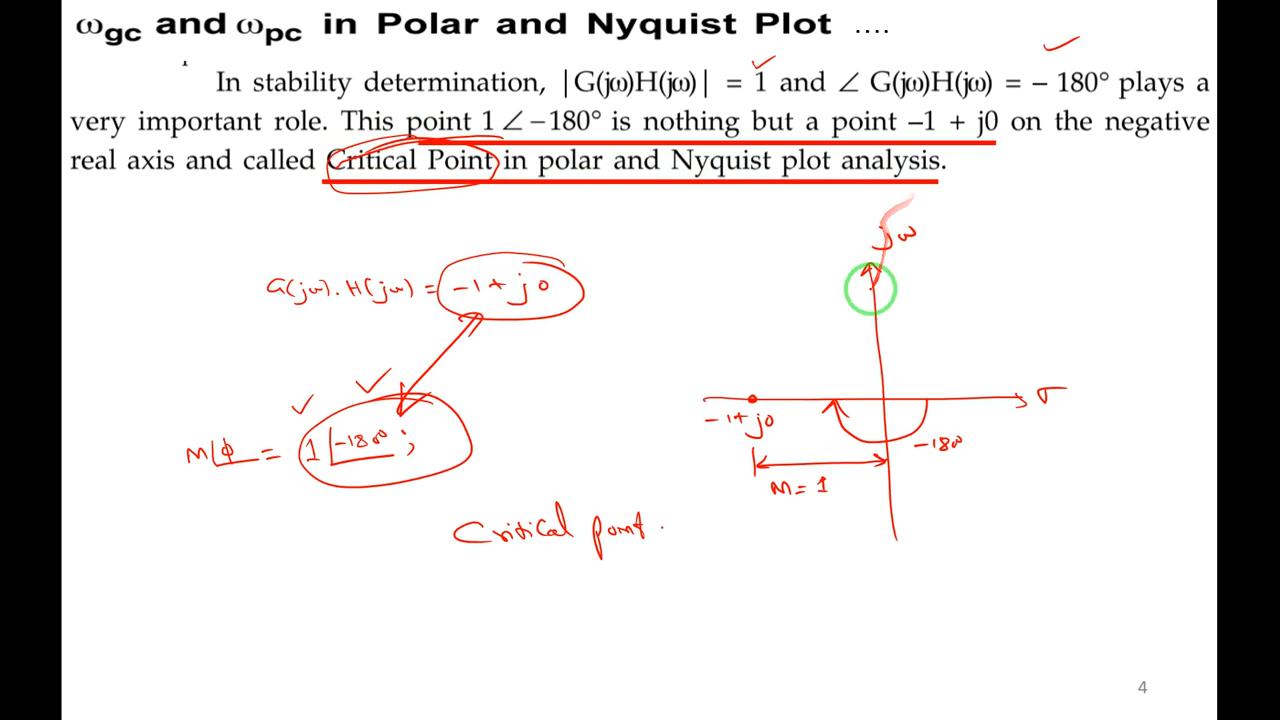 ωgc and ωpc in Polar and Nyquist Plot ....
In stability determination, |G(jω)H(jω)| = 1 and ∠ G(jω)H(jω) = – 180° plays a
very important role. This point 1 ∠ –180° is nothing but a point –1 + j0 on the negative
real axis and called Critical Point in polar and Nyquist plot analysis.
jω
G(jω). H(jω) = -1+j0
σ
-1+j0
M∠ϕ = 1∠-180°;
-180
M = 1
Critical point.
4